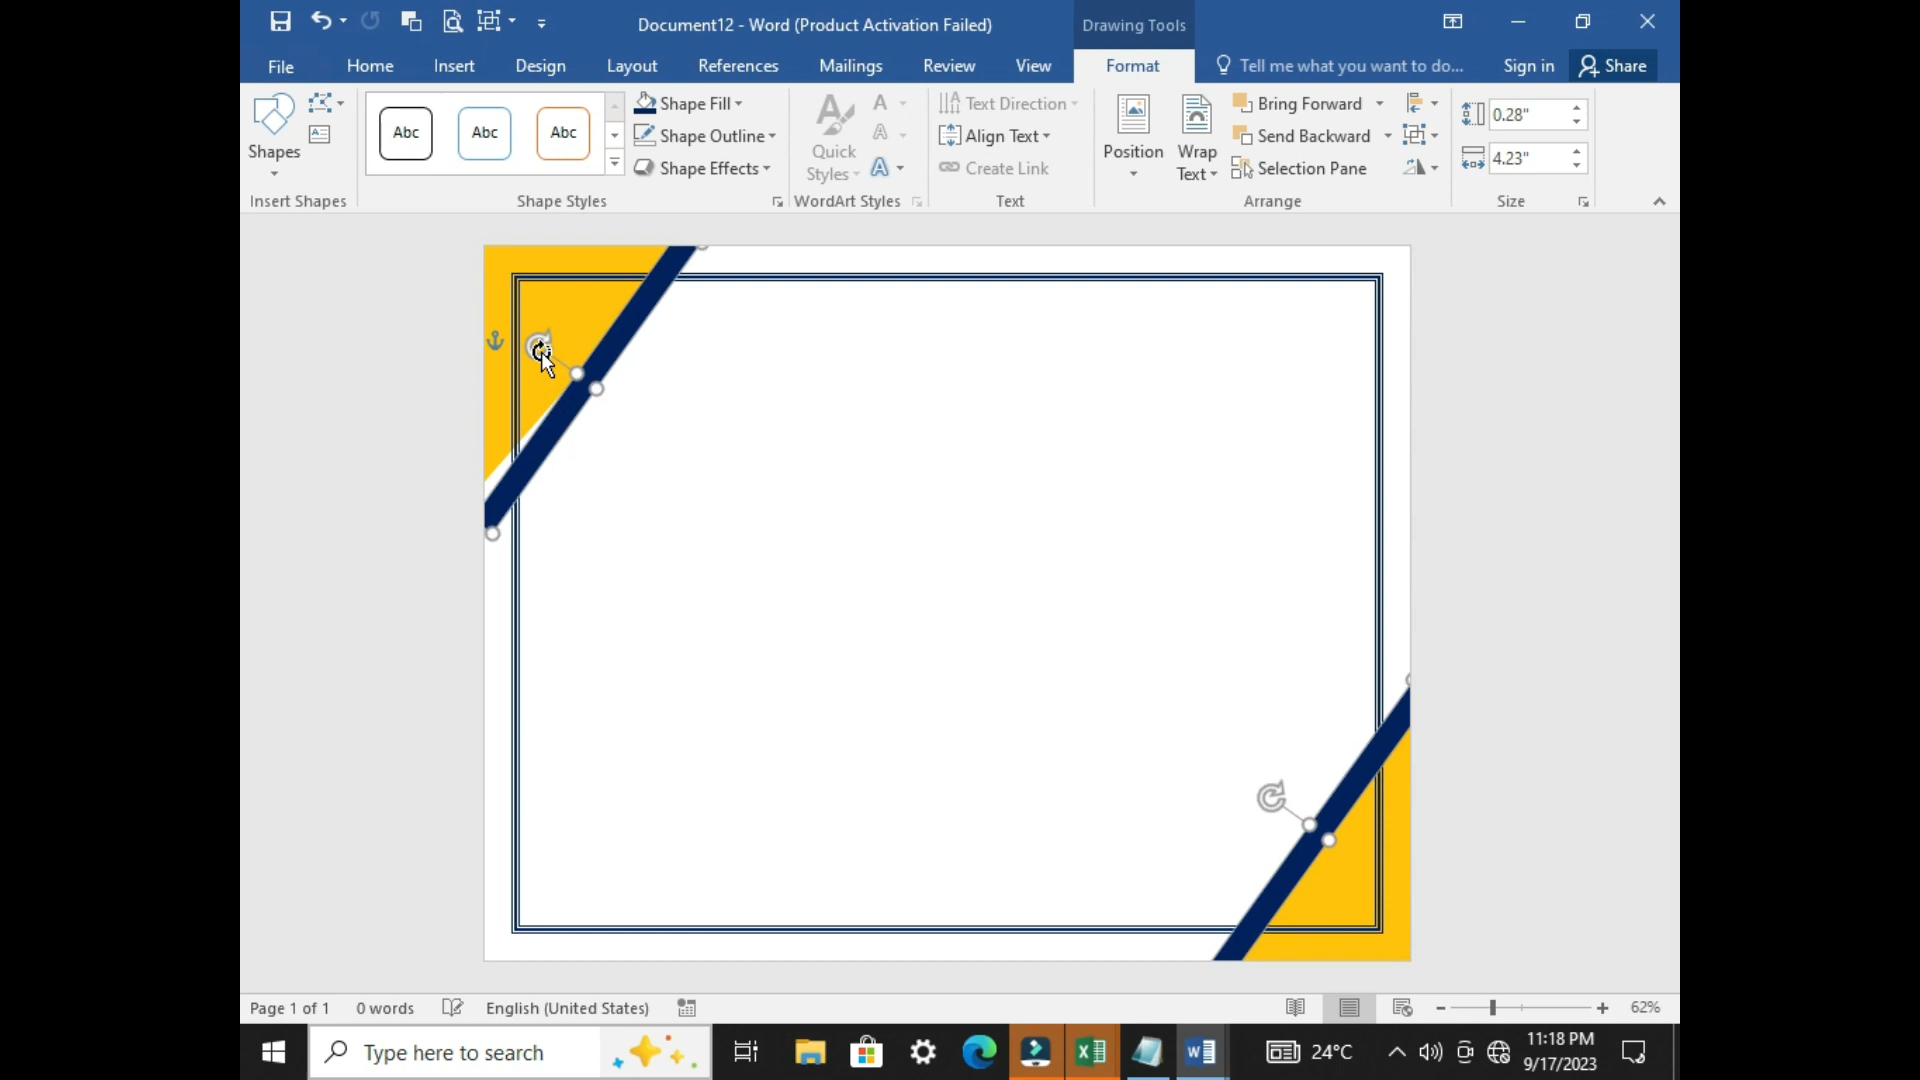 Document12 - Word (Product Activation Failed)
Drawing Tools
File
Home
Insert
Design
Layout
References
Mailings
Review
View
Format
Tell me what you want to do...
Sign in
Share
Shapes
Insert Shapes
Abc
Abc
Abc
Shape Fill
Shape Outline
Shape Effects
Shape Styles
Quick
Styles
WordArt Styles
Text Direction
Align Text
Create Link
Text
Position
Wrap
Text
Bring Forward
Send Backward
Selection Pane
Arrange
0.28"
4.23"
Size
Page 1 of 1
0 words
English (United States)
62%
Type here to search
24°C
11:18 PM
9/17/2023